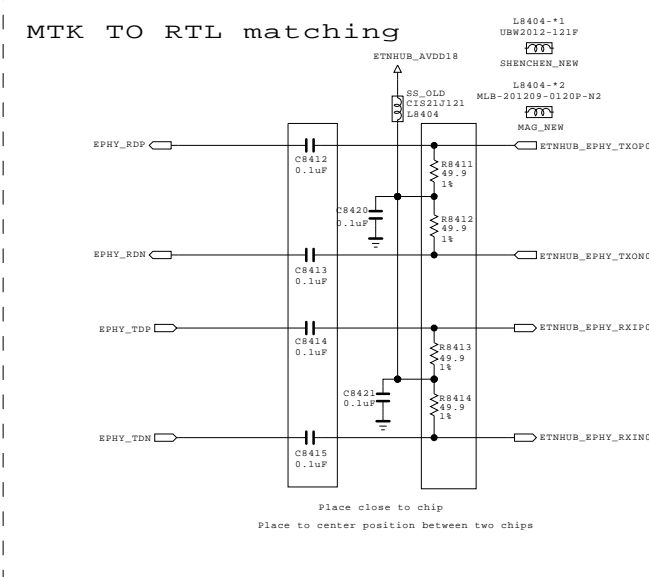 MTK TO RTL matching
L8404-*1
UBW2012-121F
SHENCHEN_NEW
L8404-*2
MLB-201209-0120P-N2
MAG_NEW
ETNHUB_AVDD18
SS_OLD
CIS21J121
L8404
EPHY_RDP
C8412
0.1uF
R8411
49.9
1%
ETNHUB_EPHY_TXOP0
C8420
0.1uF
R8412
49.9
1%
EPHY_RDN
C8413
0.1uF
ETNHUB_EPHY_TXON0
EPHY_TDP
C8414
0.1uF
R8413
49.9
1%
ETNHUB_EPHY_RXIP0
C8421
0.1uF
R8414
49.9
1%
EPHY_TDN
C8415
0.1uF
ETNHUB_EPHY_RXIN0
Place close to chip
Place to center position between two chips